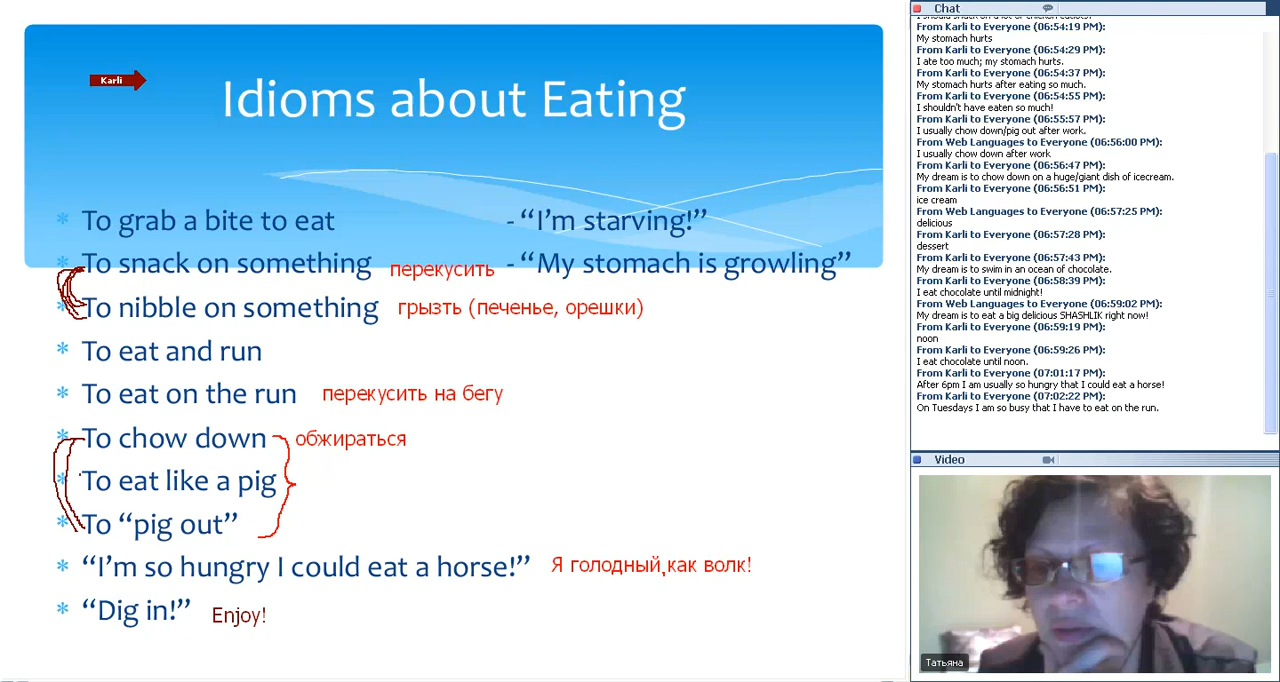 Karli
Idioms about Eating
* To grab a bite to eat - “I’m starving!”
* To snack on something перекусить - “My stomach is growling”
* To nibble on something грызть (печенье, орешки)
* To eat and run
* To eat on the run перекусить на бегу
* To chow down обжираться
* To eat like a pig
* To “pig out”
* “I’m so hungry I could eat a horse!” Я голодный,как волк!
* “Dig in!” Enjoy!
Chat
From Karli to Everyone (06:54:19 PM):
My stomach hurts
From Karli to Everyone (06:54:29 PM):
I ate too much; my stomach hurts.
From Karli to Everyone (06:54:37 PM):
My stomach hurts after eating so much.
From Karli to Everyone (06:54:55 PM):
I shouldn't have eaten so much!
From Karli to Everyone (06:55:57 PM):
I usually chow down/pig out after work.
From Web Languages to Everyone (06:56:00 PM):
I usually chow down after work
From Karli to Everyone (06:56:47 PM):
My dream is to chow down on a huge/giant dish of icecream.
From Karli to Everyone (06:56:51 PM):
ice cream
From Web Languages to Everyone (06:57:25 PM):
delicious
From Karli to Everyone (06:57:28 PM):
dessert
From Karli to Everyone (06:57:43 PM):
My dream is to swim in an ocean of chocolate.
From Karli to Everyone (06:58:39 PM):
I eat chocolate until midnight!
From Web Languages to Everyone (06:59:02 PM):
My dream is to eat a big delicious SHASHLIK right now!
From Karli to Everyone (06:59:19 PM):
noon
From Karli to Everyone (06:59:26 PM):
I eat chocolate until noon.
From Karli to Everyone (07:01:17 PM):
After 6pm I am usually so hungry that I could eat a horse!
From Karli to Everyone (07:02:22 PM):
On Tuesdays I am so busy that I have to eat on the run.
Video
Татьяна